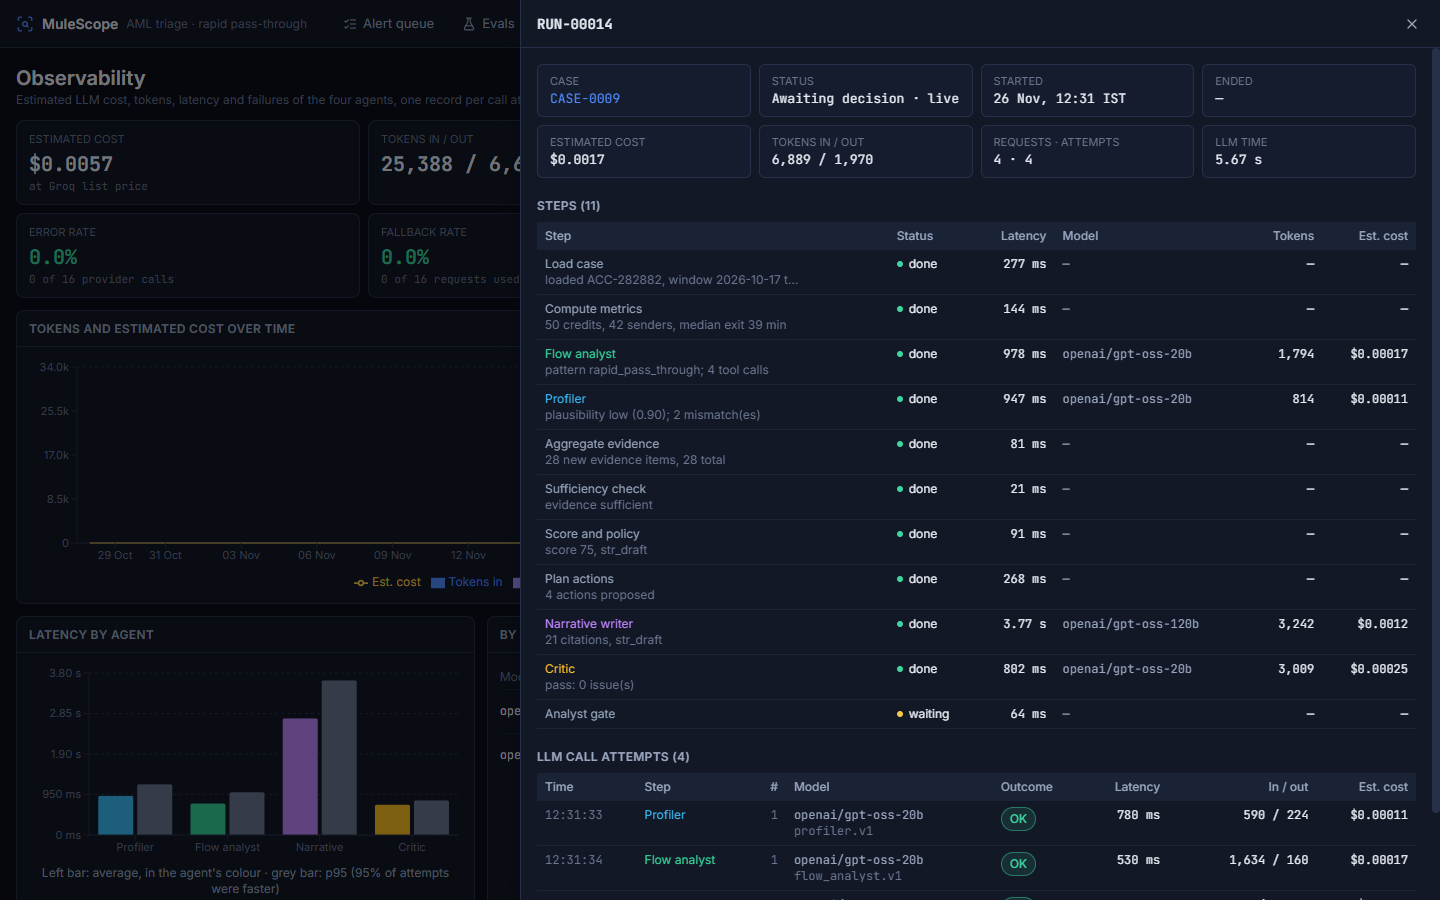 MuleScope AML triage · rapid pass-through
Alert queue
Evals
Observability
Estimated LLM cost, tokens, latency and failures of the four agents, one record per call at
ESTIMATED COST
$0.0057
at Groq list price
TOKENS IN / OUT
25,388 / 6,6
ERROR RATE
0.0%
0 of 16 provider calls
FALLBACK RATE
0.0%
0 of 16 requests used
TOKENS AND ESTIMATED COST OVER TIME
34.0k
25.5k
17.0k
8.5k
0
29 Oct 31 Oct 03 Nov 06 Nov 09 Nov 12 Nov
Est. cost Tokens in
LATENCY BY AGENT
3.80 s
2.85 s
1.90 s
950 ms
0 ms
Profiler Flow analyst Narrative Critic
Left bar: average, in the agent's colour · grey bar: p95 (95% of attempts
were faster)
BY
ope
ope
RUN-00014
CASE
CASE-0009
STATUS
Awaiting decision · live
STARTED
26 Nov, 12:31 IST
ENDED
—
ESTIMATED COST
$0.0017
TOKENS IN / OUT
6,889 / 1,970
REQUESTS · ATTEMPTS
4 · 4
LLM TIME
5.67 s
STEPS (11)
Step Status Latency Model Tokens Est. cost
Load case done 277 ms — — —
loaded ACC-282882, window 2026-10-17 t…
Compute metrics done 144 ms — — —
50 credits, 42 senders, median exit 39 min
Flow analyst done 978 ms openai/gpt-oss-20b 1,794 $0.00017
pattern rapid_pass_through; 4 tool calls
Profiler done 947 ms openai/gpt-oss-20b 814 $0.00011
plausibility low (0.90); 2 mismatch(es)
Aggregate evidence done 81 ms — — —
28 new evidence items, 28 total
Sufficiency check done 21 ms — — —
evidence sufficient
Score and policy done 91 ms — — —
score 75, str_draft
Plan actions done 268 ms — — —
4 actions proposed
Narrative writer done 3.77 s openai/gpt-oss-120b 3,242 $0.0012
21 citations, str_draft
Critic done 802 ms openai/gpt-oss-20b 3,009 $0.00025
pass: 0 issue(s)
Analyst gate waiting 64 ms — — —
LLM CALL ATTEMPTS (4)
Time Step # Model Outcome Latency In / out Est. cost
12:31:33 Profiler 1 openai/gpt-oss-20b OK 780 ms 590 / 224 $0.00011
profiler.v1
12:31:34 Flow analyst 1 openai/gpt-oss-20b OK 530 ms 1,634 / 160 $0.00017
flow_analyst.v1